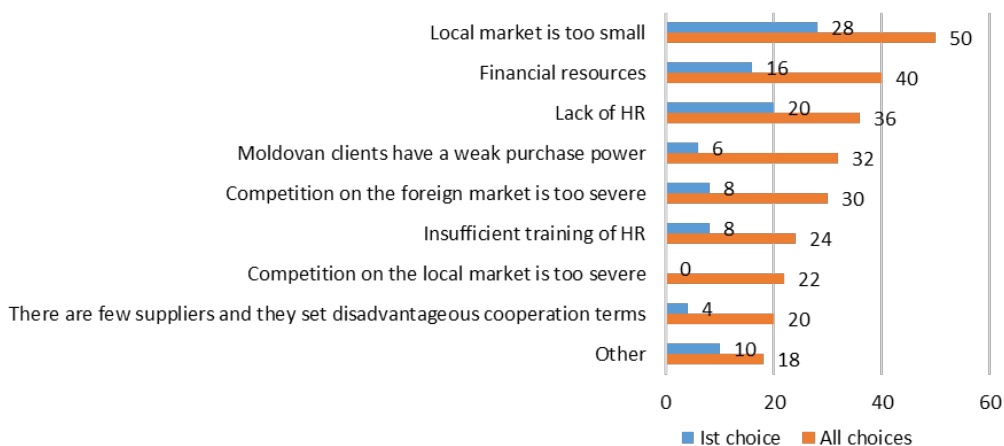 Local market is too small
28
50
Financial resources
16
40
Lack of HR
20
36
Moldovan clients have a weak purchase power
6
32
Competition on the foreign market is too severe
8
30
Insufficient training of HR
8
24
Competition on the local market is too severe
0
22
There are few suppliers and they set disadvantageous cooperation terms
4
20
Other
10
18
0 20 40 60
Ist choice All choices